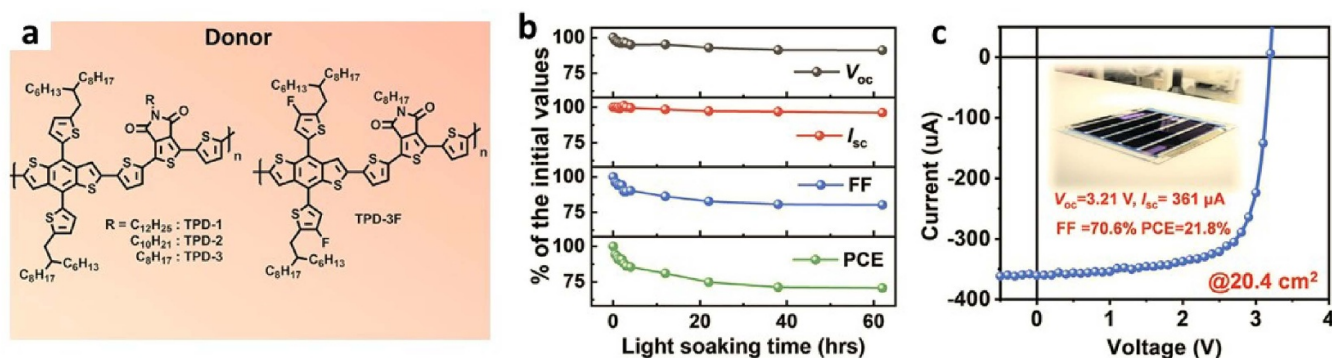 a
Donor
C₈H₁₇
C₆H₁₃
S
R
N
O
O
S
S
S
S
S
S
n
S
C₆H₁₃
C₈H₁₇
R = C₁₂H₂₅ : TPD-1
C₁₀H₂₁ : TPD-2
C₈H₁₇ : TPD-3
C₈H₁₇
C₆H₁₃
F
S
C₈H₁₇
N
O
O
S
S
S
S
S
n
S
F
C₈H₁₇
C₆H₁₃
TPD-3F
b
% of the initial values
100
75
Voc
100
75
Isc
100
75
FF
100
75
PCE
0 20 40 60
Light soaking time (hrs)
c
Current (uA)
0
-100
-200
-300
-400
Voc=3.21 V, Isc= 361 μA
FF =70.6% PCE=21.8%
@20.4 cm²
0 1 2 3 4
Voltage (V)